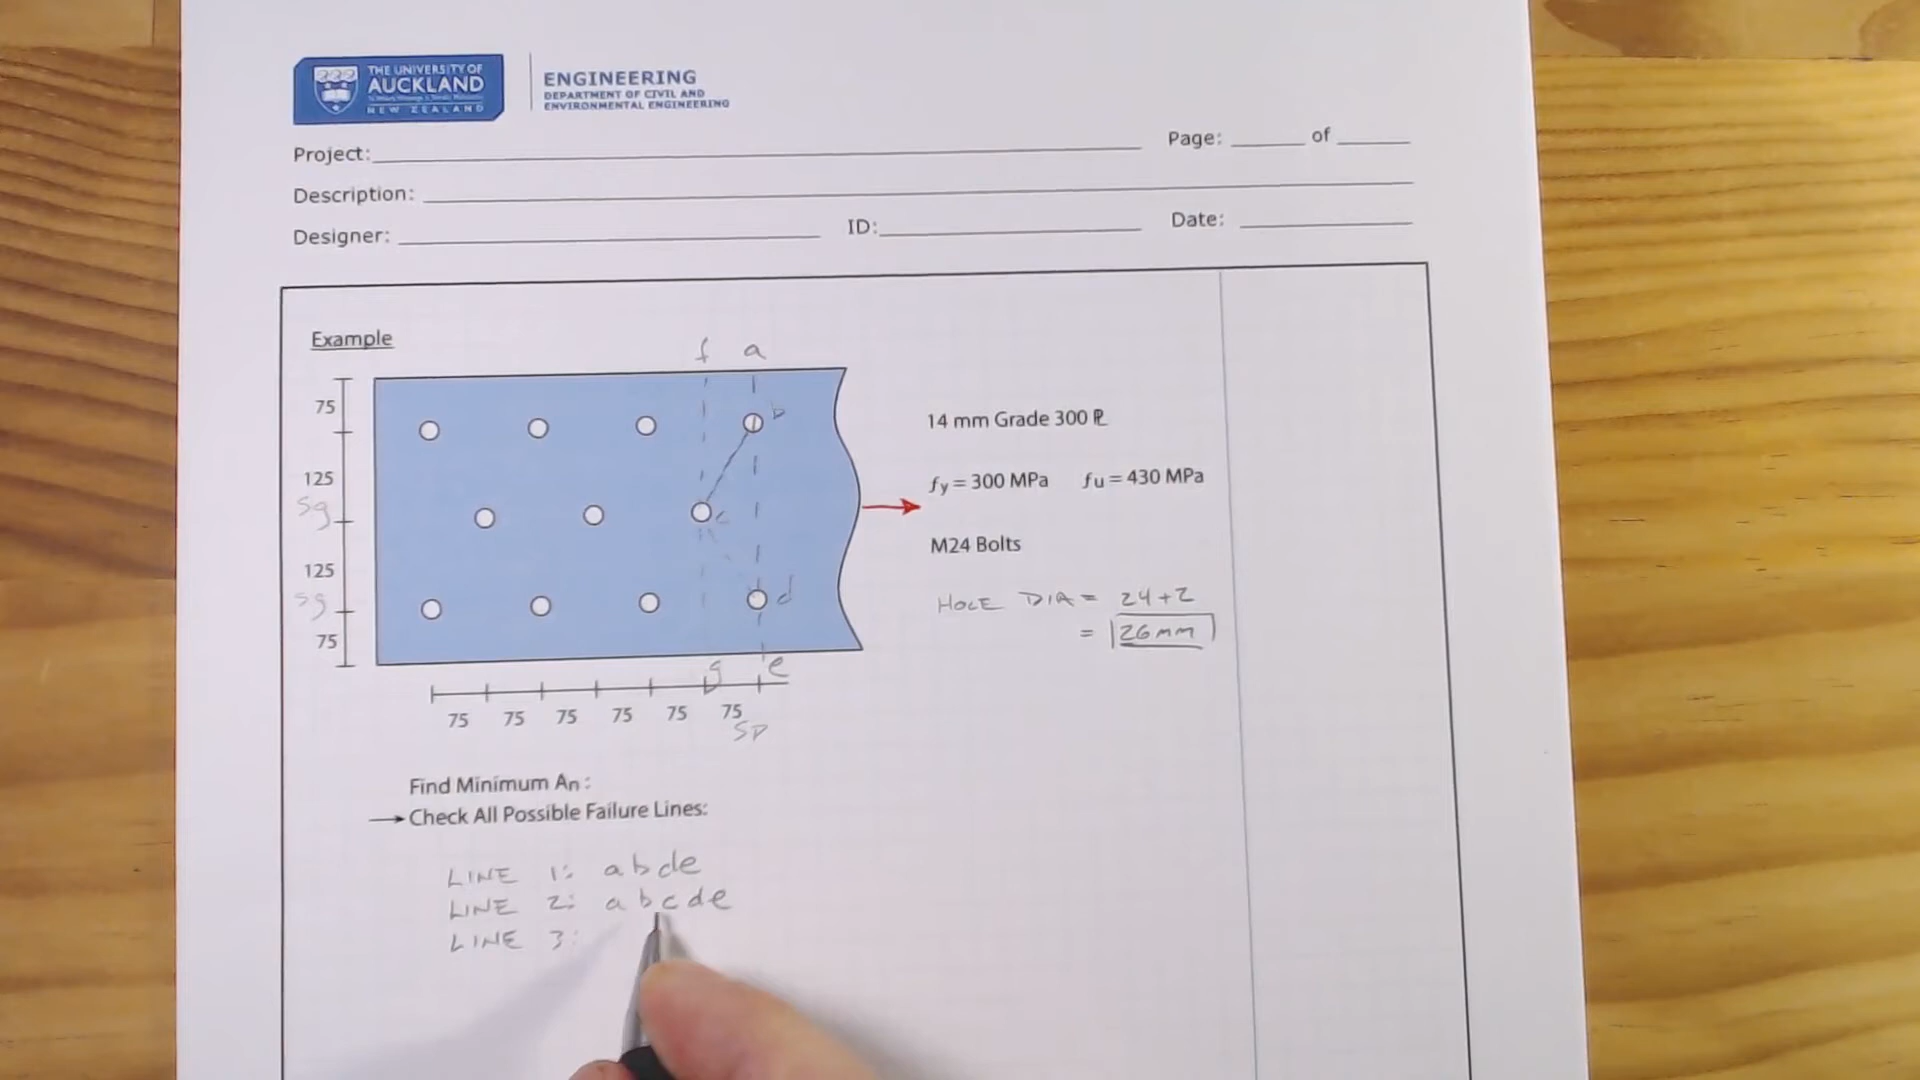 THE UNIVERSITY OF
AUCKLAND
NEW ZEALAND
ENGINEERING
DEPARTMENT OF CIVIL AND
ENVIRONMENTAL ENGINEERING
Project:
Page: of
Description:
Designer: ID: Date:
Example
f a
75
b
14 mm Grade 300 PL
125
fy = 300 MPa fu = 430 MPa
sg
c
M24 Bolts
125
sg
d
HOLE DIA = 24+2
= 26mm
75
g e
75 75 75 75 75 75
sp
Find Minimum An :
→ Check All Possible Failure Lines:
LINE 1: abde
LINE 2: abcde
LINE 3: